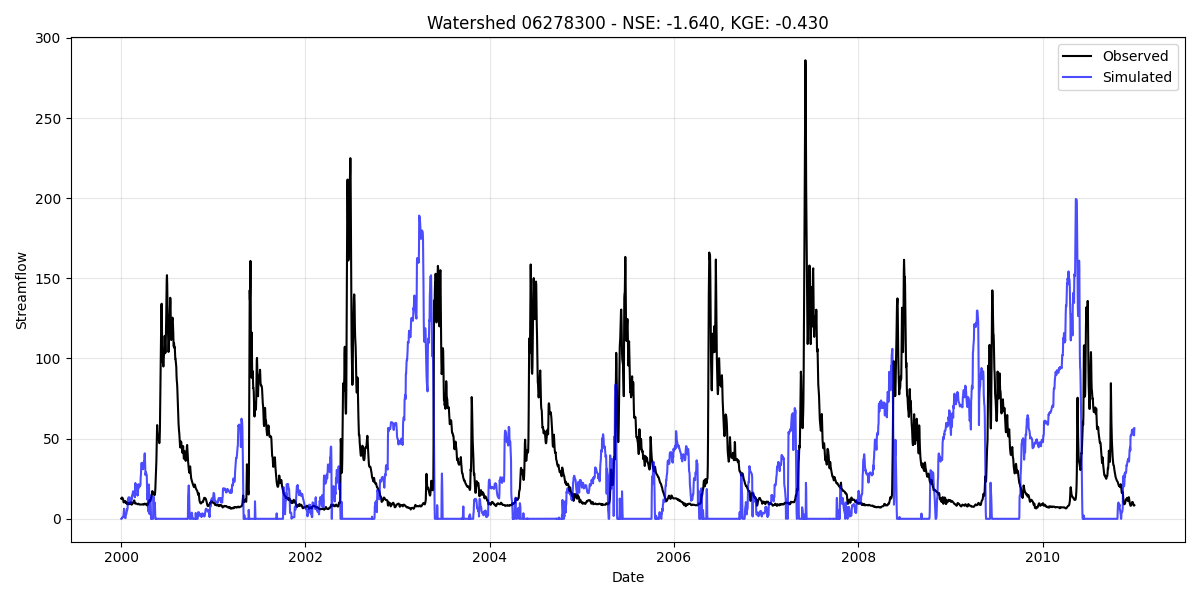 Watershed 06278300 - NSE: -1.640, KGE: -0.430
300
250
200
150
100
50
0
Streamflow
Observed
Simulated
2000 2002 2004 2006 2008 2010
Date